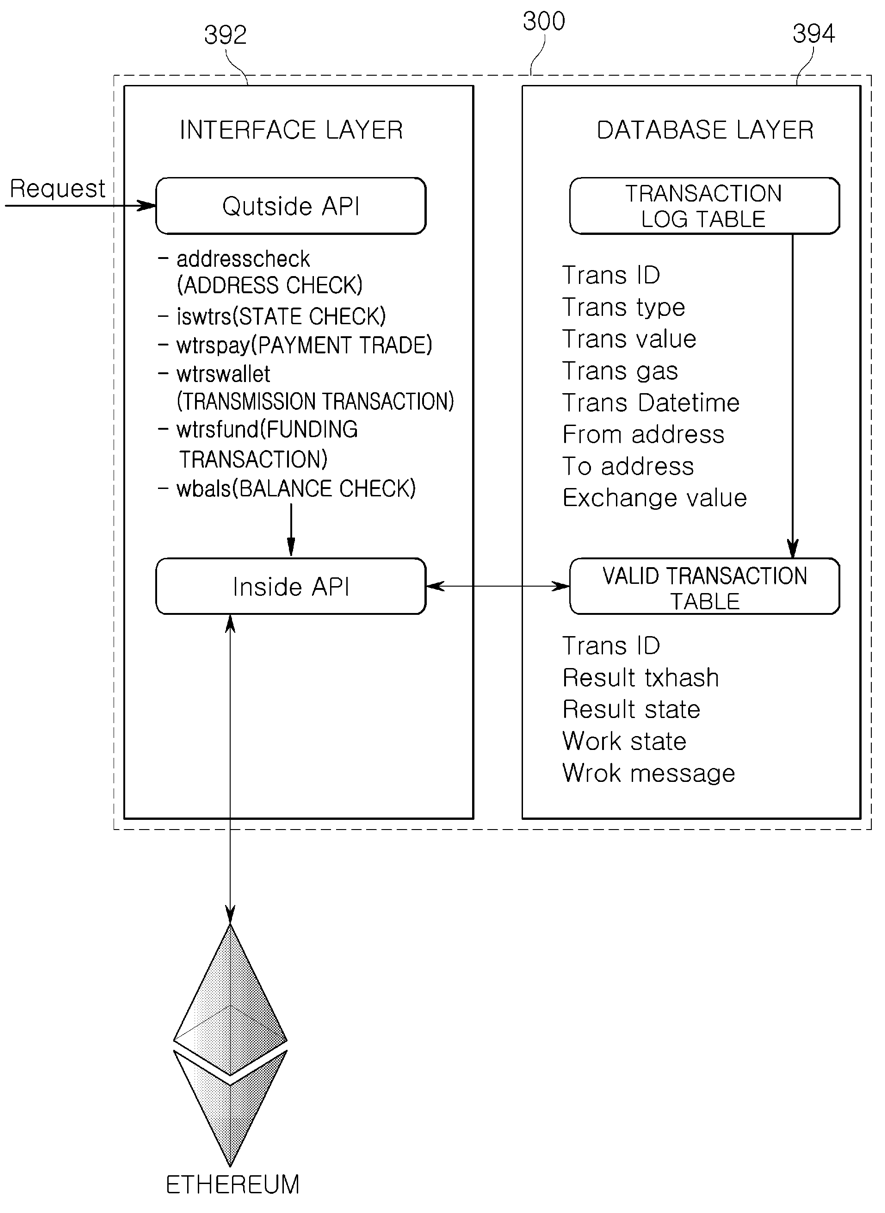 392
300
394
INTERFACE LAYER
Request
Qutside API
- addresscheck
(ADDRESS CHECK)
- iswtrs(STATE CHECK)
- wtrspay(PAYMENT TRADE)
- wtrswallet
(TRANSMISSION TRANSACTION)
- wtrsfund(FUNDING
TRANSACTION)
- wbals(BALANCE CHECK)
Inside API
DATABASE LAYER
TRANSACTION
LOG TABLE
Trans ID
Trans type
Trans value
Trans gas
Trans Datetime
From address
To address
Exchange value
VALID TRANSACTION
TABLE
Trans ID
Result txhash
Result state
Work state
Wrok message
ETHEREUM